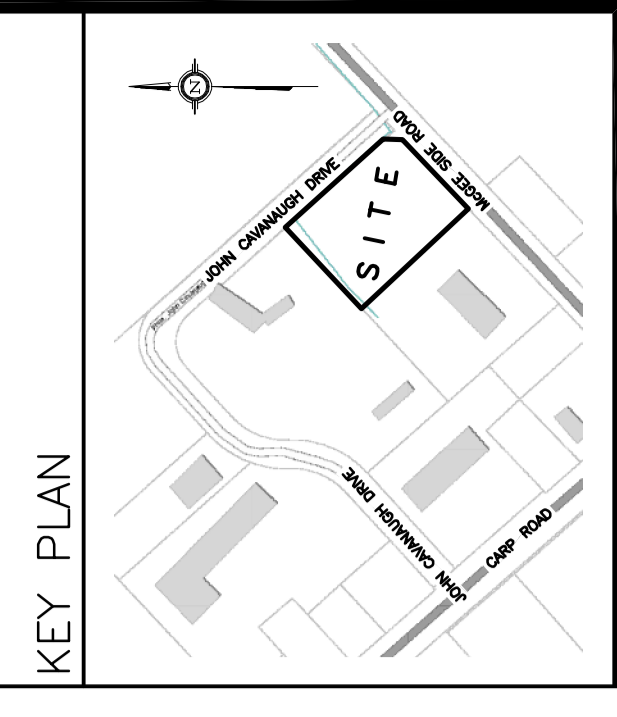 KEY PLAN
N
McGEE SIDE ROAD
JOHN CAVANAUGH DRIVE
SITE
JOHN CAVANAUGH DRIVE
CARP ROAD